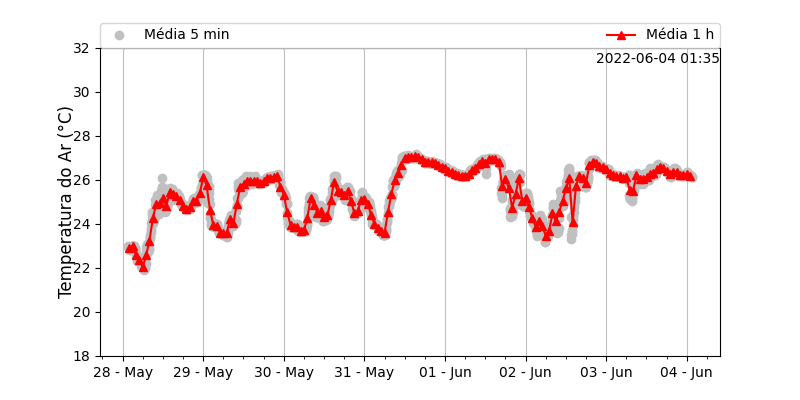 Média 5 min
Média 1 h
2022-06-04 01:35
Temperatura do Ar (°C)
32
30
28
26
24
22
20
18
28 - May
29 - May
30 - May
31 - May
01 - Jun
02 - Jun
03 - Jun
04 - Jun